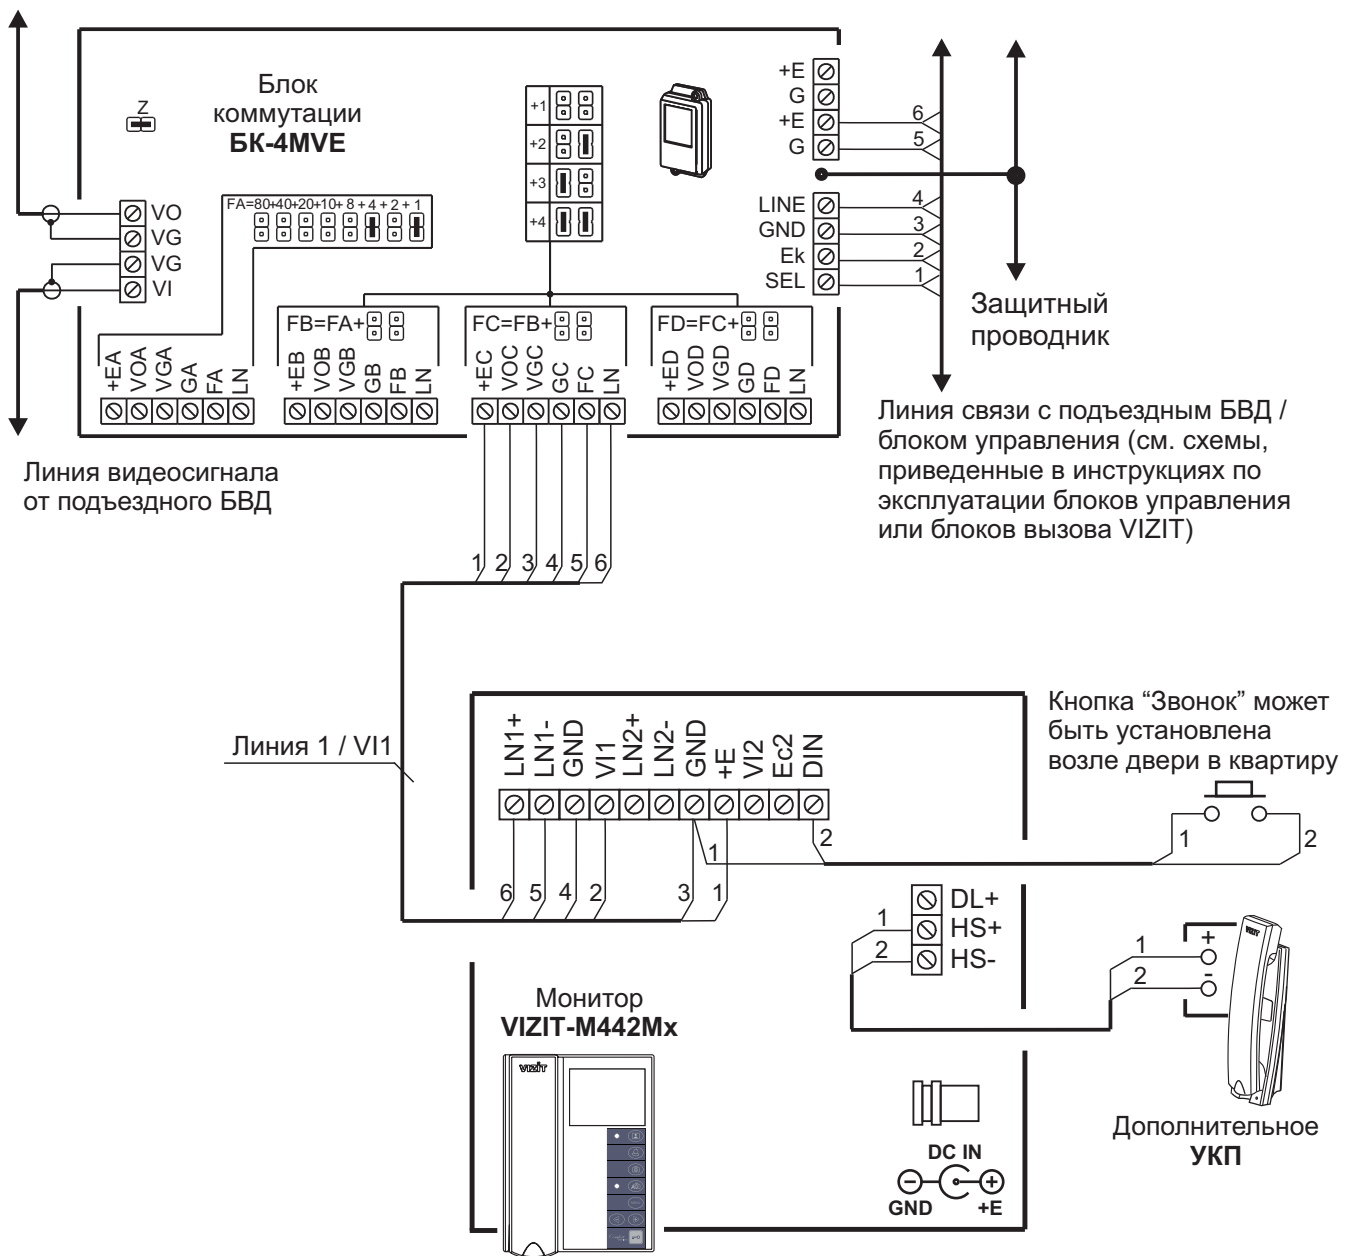 Блок
коммутации
БК-4MVE
Z
+1
+2
+3
+4
+E
G
+E
G
6
5
LINE
GND
Ek
SEL
4
3
2
1
VO
VG
VG
VI
FA=80+40+20+10+ 8 + 4 + 2 + 1
FB=FA+
FC=FB+
FD=FC+
+EA
VOA
VGA
GA
FA
LN
+EB
VOB
VGB
GB
FB
LN
+EC
VOC
VGC
GC
FC
LN
+ED
VOD
VGD
GD
FD
LN
Защитный
проводник
Линия видеосигнала
от подъездного БВД
Линия связи с подъездным БВД /
блоком управления (см. схемы,
приведенные в инструкциях по
эксплуатации блоков управления
или блоков вызова VIZIT)
1 2 3 4 5 6
Линия 1 / VI1
LN1+
LN1-
GND
VI1
LN2+
LN2-
GND
+E
VI2
Ec2
DIN
Кнопка “Звонок” может
быть установлена
возле двери в квартиру
1 2
1 2
6 5 4 2 3 1
DL+
HS+
HS-
1
2
1
2
+
-
VIZIT
Монитор
VIZIT-M442Mx
VIZIT
DC IN
GND +E
Дополнительное
УКП